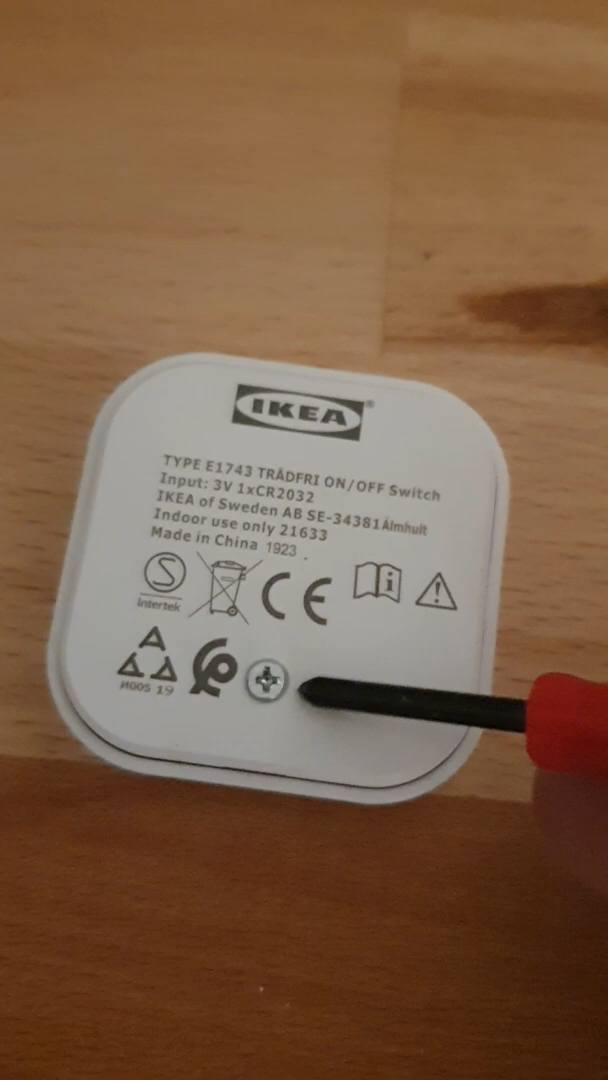 IKEA®
TYPE E1743 TRÅDFRI ON/OFF Switch
Input: 3V 1xCR2032
IKEA of Sweden AB SE-34381 Älmhult
Indoor use only 21633
Made in China 1923
S
Intertek
CE
i
M005 19